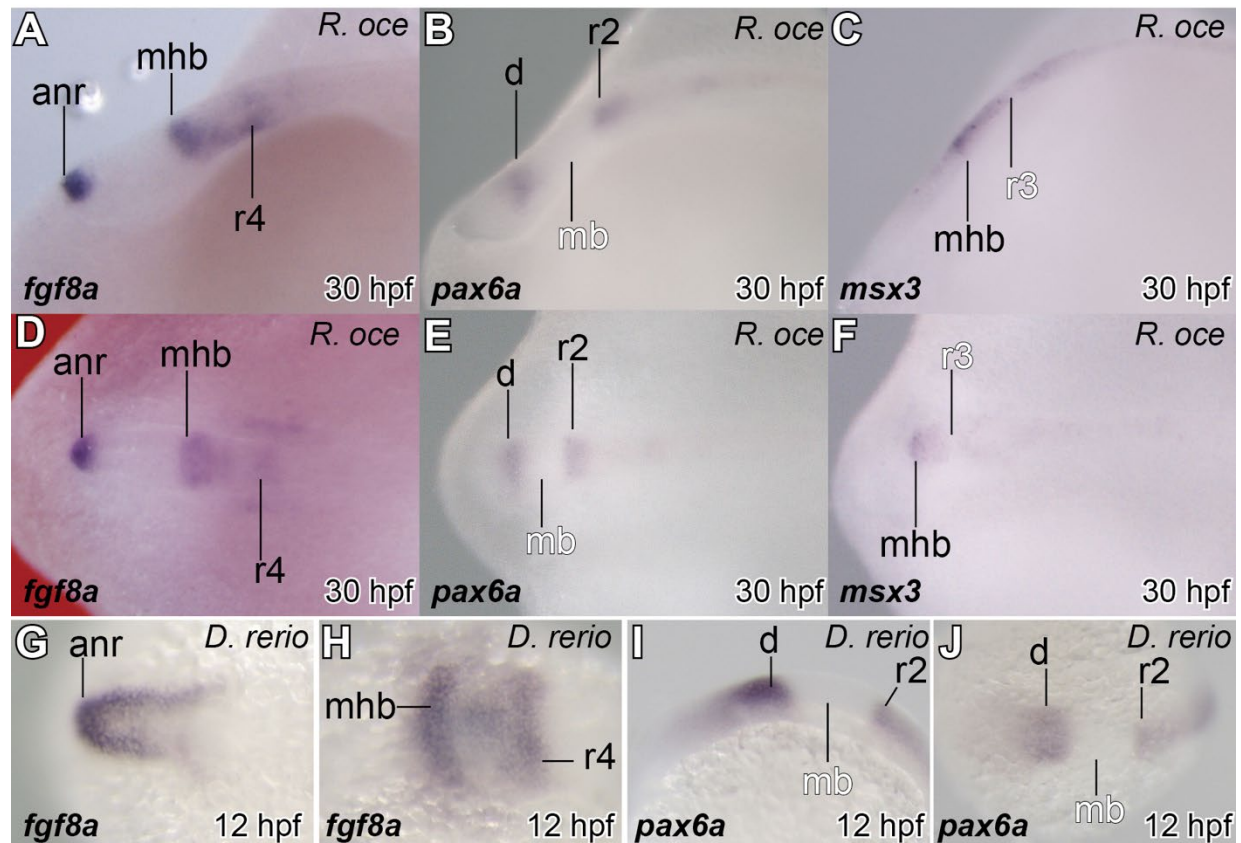 A
R. oce
mhb
anr
r4
fgf8a
30 hpf
B
R. oce
r2
d
mb
pax6a
30 hpf
C
R. oce
r3
mhb
msx3
30 hpf
D
R. oce
mhb
anr
r4
fgf8a
30 hpf
E
R. oce
r2
d
mb
pax6a
30 hpf
F
R. oce
r3
mhb
msx3
30 hpf
G
D. rerio
anr
fgf8a
12 hpf
H
D. rerio
mhb
r4
fgf8a
12 hpf
I
D. rerio
d
r2
mb
pax6a
12 hpf
J
D. rerio
d
r2
mb
pax6a
12 hpf